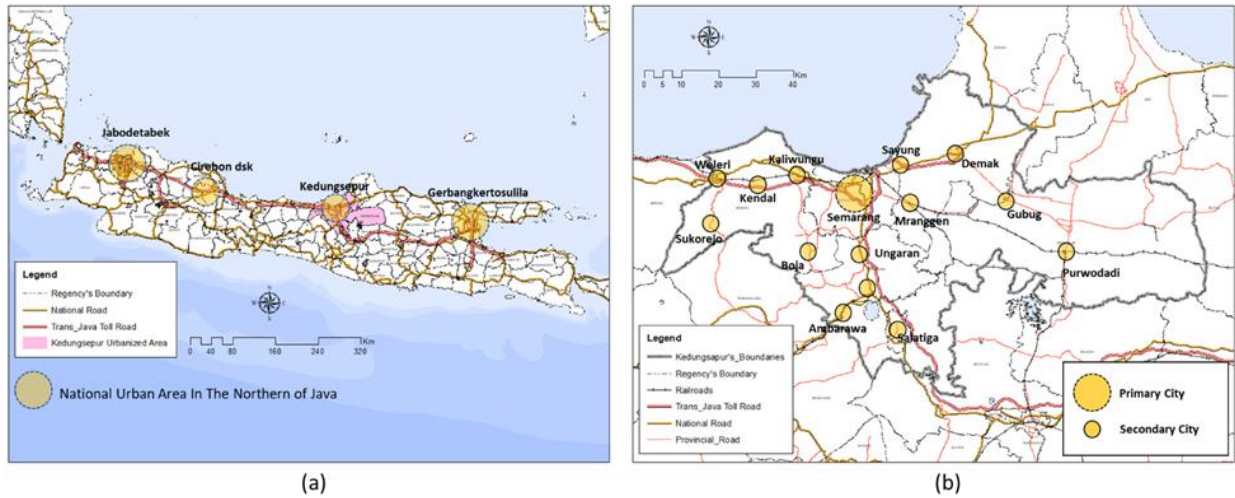 Jabodetabek
Cirebon dsk
Kedungsepur
Gerbangkertosulila
N
W E
S
Legend
Regency's Boundary
National Road
Trans_Java Toll Road
Kedungsepur Urbanized Area
0 40 80 160 240 320
Km
National Urban Area In The Northern of Java
(a)
N
W E
S
0 5 10 20 30 40
Km
Sayung
Demak
Weleri
Kaliwungu
Kendal
Semarang
Mranggen
Gubug
Sukorejo
Boja
Ungaran
Purwodadi
Ambarawa
Salatiga
Legend
Kedungsapur's_Boundaries
Regency's Boundary
Railroads
Trans_Java Toll Road
National Road
Provincial_Road
Primary City
Secondary City
(b)